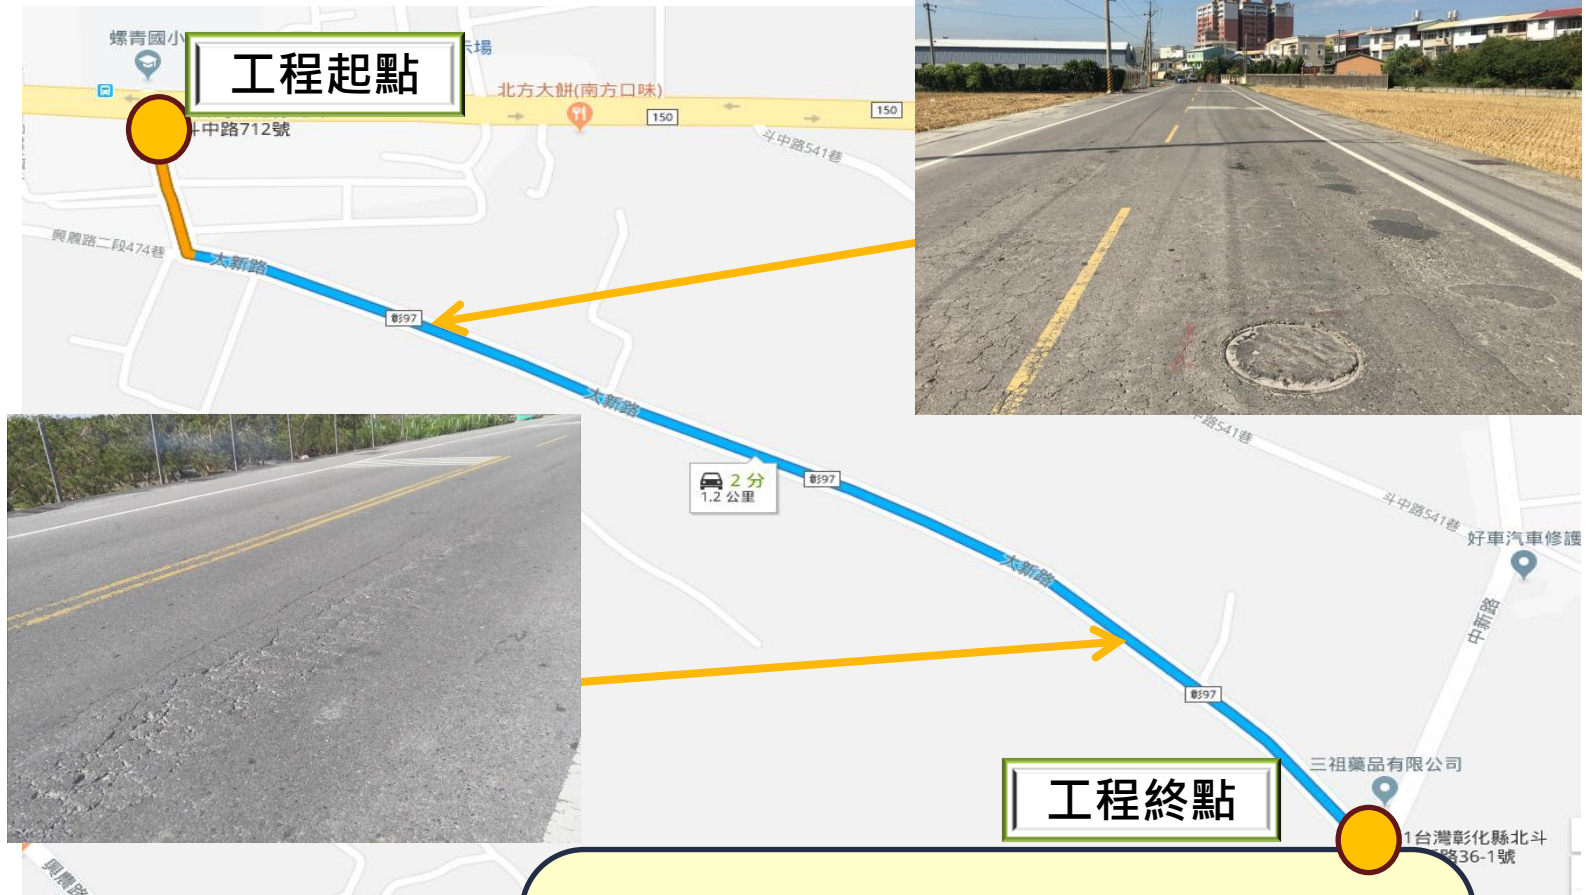 螺青國小
工程起點
示場
北方大餅(南方口味)
150
150
斗中路712號
斗中路541巷
興農路二段474巷
大新路
彰97
大新路
路541巷
2 分
1.2 公里
彰97
斗中路541巷
好車汽車修護
大新路
中新路
彰97
三祖藥品有限公司
工程終點
1台灣彰化縣北斗
路36-1號
興農路